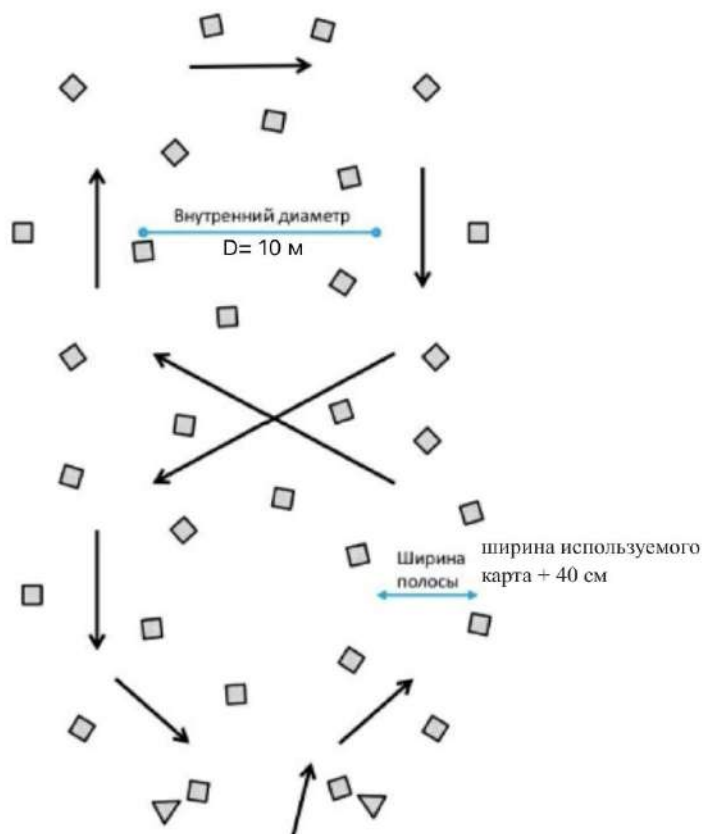 Внутренний диаметр
D= 10 м
Ширина
полосы
ширина используемого
карта + 40 см